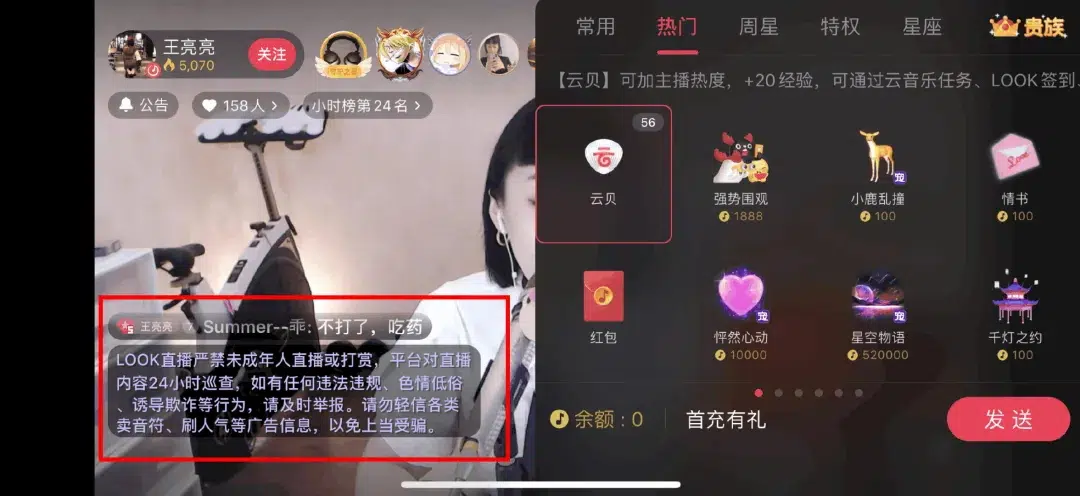 王亮亮
5,070
关注
公告
158人 >
小时榜第24名 >
王亮亮
Summer--乖: 不打了，吃药
LOOK直播严禁未成年人直播或打赏，平台对直播
内容24小时巡查，如有任何违法违规、色情低俗
、诱导欺诈等行为，请及时举报。请勿轻信各类
卖音符、刷人气等广告信息，以免上当受骗。
常用 热门 周星 特权 星座 贵族
【云贝】可加主播热度，+20经验，可通过云音乐任务、LOOK签到
56
云贝
强势围观
1888
小鹿乱撞
100
情书
100
红包
怦然心动
10000
星空物语
520000
千灯之约
100
余额：0
首充有礼
发送